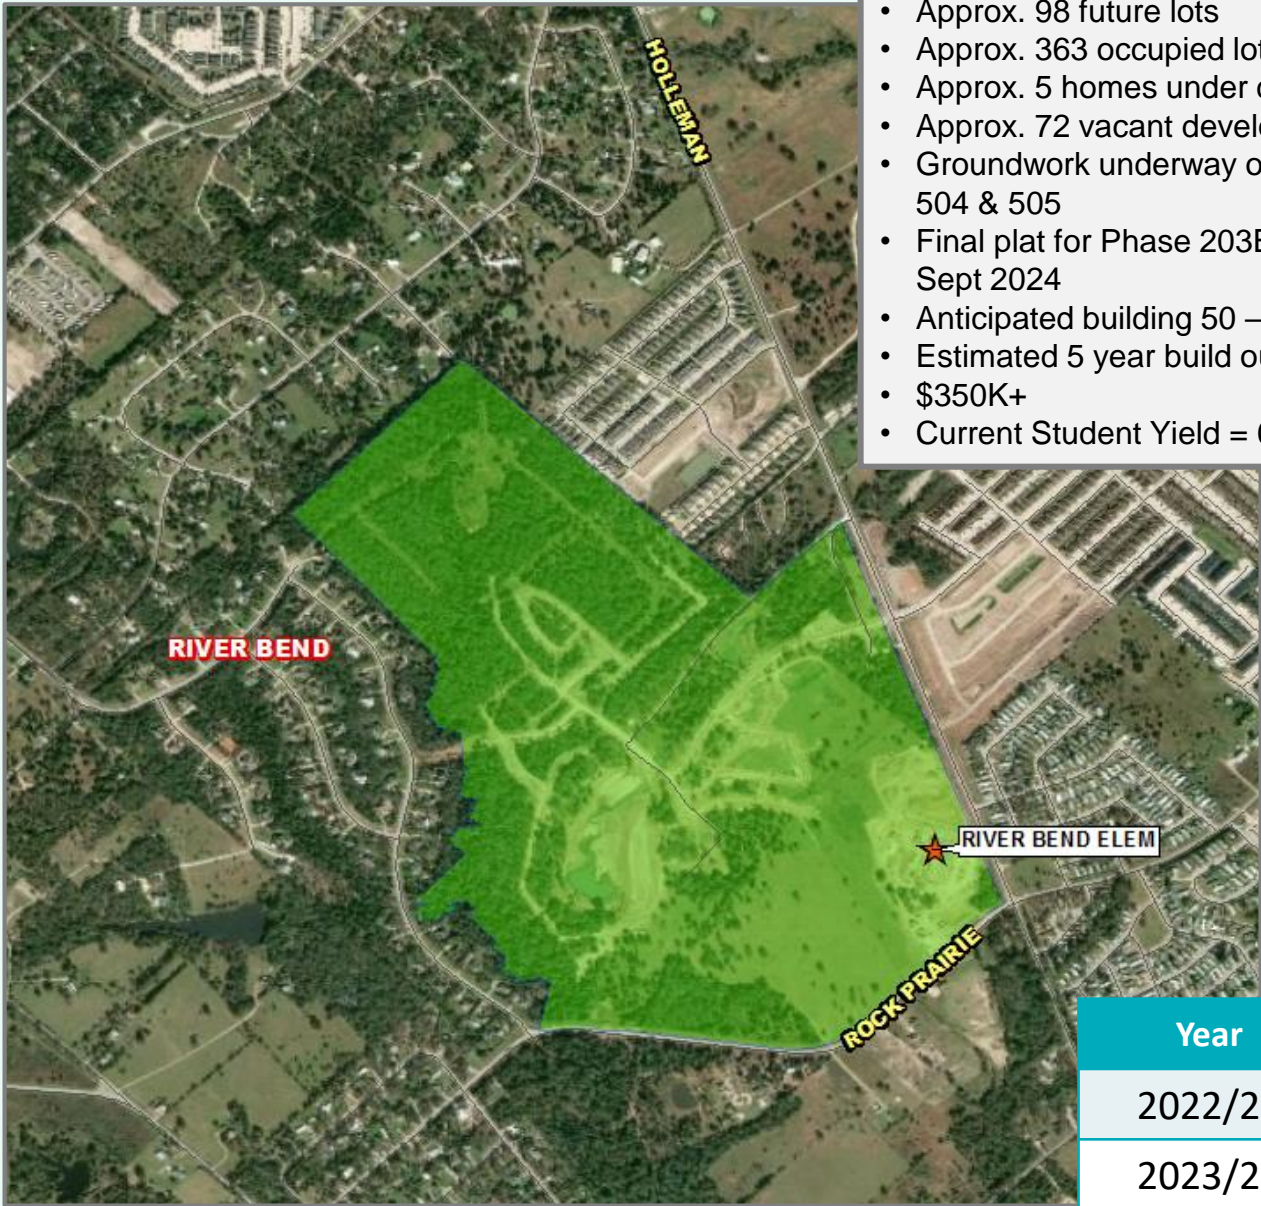 • Approx. 98 future lots
• Approx. 363 occupied lot
• Approx. 5 homes under
• Approx. 72 vacant devel
• Groundwork underway
504 & 505
• Final plat for Phase 203
Sept 2024
• Anticipated building 50 –
• Estimated 5 year build
• $350K+
• Current Student Yield =
HOLLEMAN
RIVER BEND
RIVER BEND ELEM
ROCK PRAIRIE
Year
2022/2
2023/2